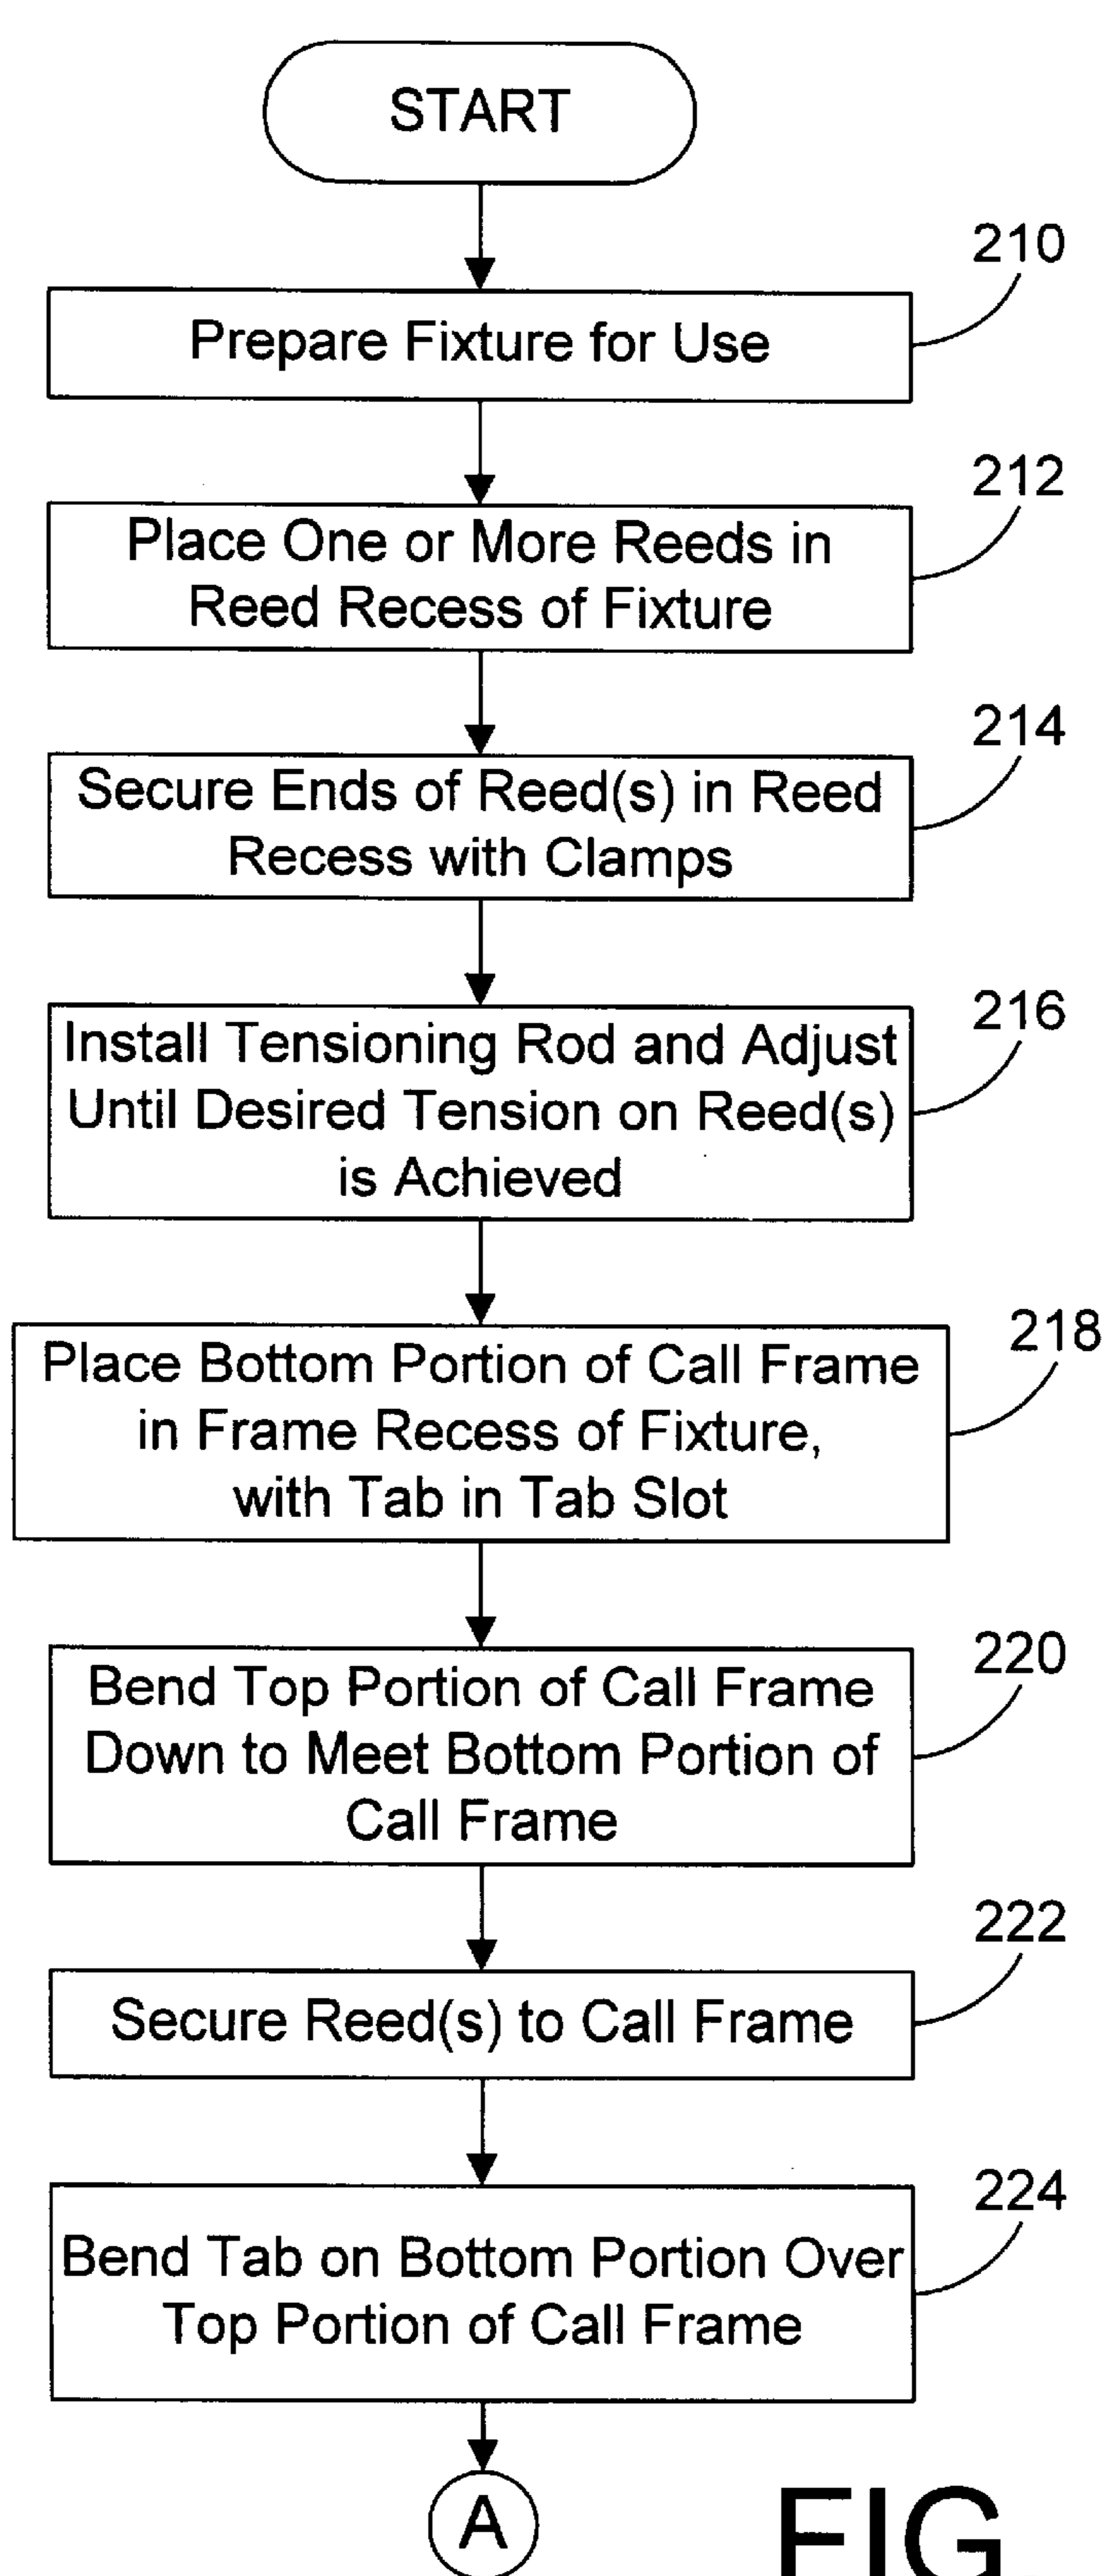 START
210
Prepare Fixture for Use
212
Place One or More Reeds in
Reed Recess of Fixture
214
Secure Ends of Reed(s) in Reed
Recess with Clamps
216
Install Tensioning Rod and Adjust
Until Desired Tension on Reed(s)
is Achieved
218
Place Bottom Portion of Call Frame
in Frame Recess of Fixture,
with Tab in Tab Slot
220
Bend Top Portion of Call Frame
Down to Meet Bottom Portion of
Call Frame
222
Secure Reed(s) to Call Frame
224
Bend Tab on Bottom Portion Over
Top Portion of Call Frame
A
FIG.